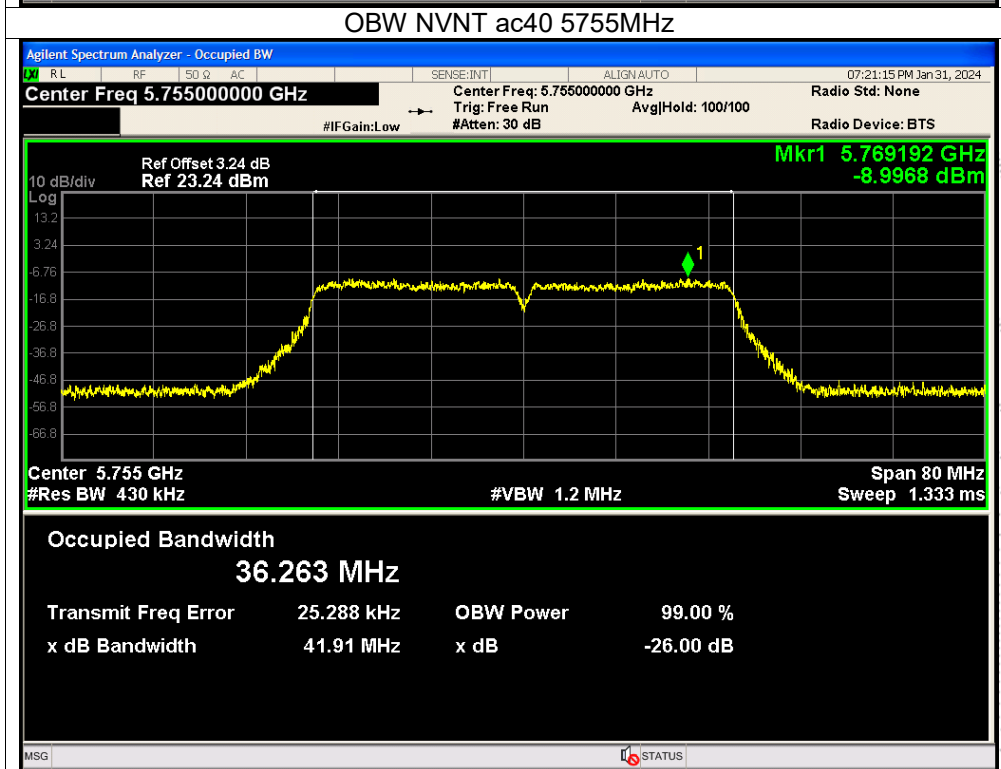 OBW NVNT ac40 5755MHz
Agilent Spectrum Analyzer - Occupied BW
LXI RL RF 50 Ω AC SENSE:INT ALIGN AUTO 07:21:15 PM Jan 31, 2024
Center Freq 5.755000000 GHz Center Freq: 5.755000000 GHz Radio Std: None
Trig: Free Run Avg|Hold: 100/100
#IFGain:Low #Atten: 30 dB Radio Device: BTS
Mkr1 5.769192 GHz
-8.9968 dBm
Ref Offset 3.24 dB
10 dB/div Ref 23.24 dBm
Log
13.2
3.24
1
-6.76
-16.8
-26.8
-36.8
-46.8
-56.8
-66.8
Center 5.755 GHz Span 80 MHz
#Res BW 430 kHz #VBW 1.2 MHz Sweep 1.333 ms
Occupied Bandwidth
36.263 MHz
Transmit Freq Error 25.288 kHz OBW Power 99.00 %
x dB Bandwidth 41.91 MHz x dB -26.00 dB
MSG STATUS